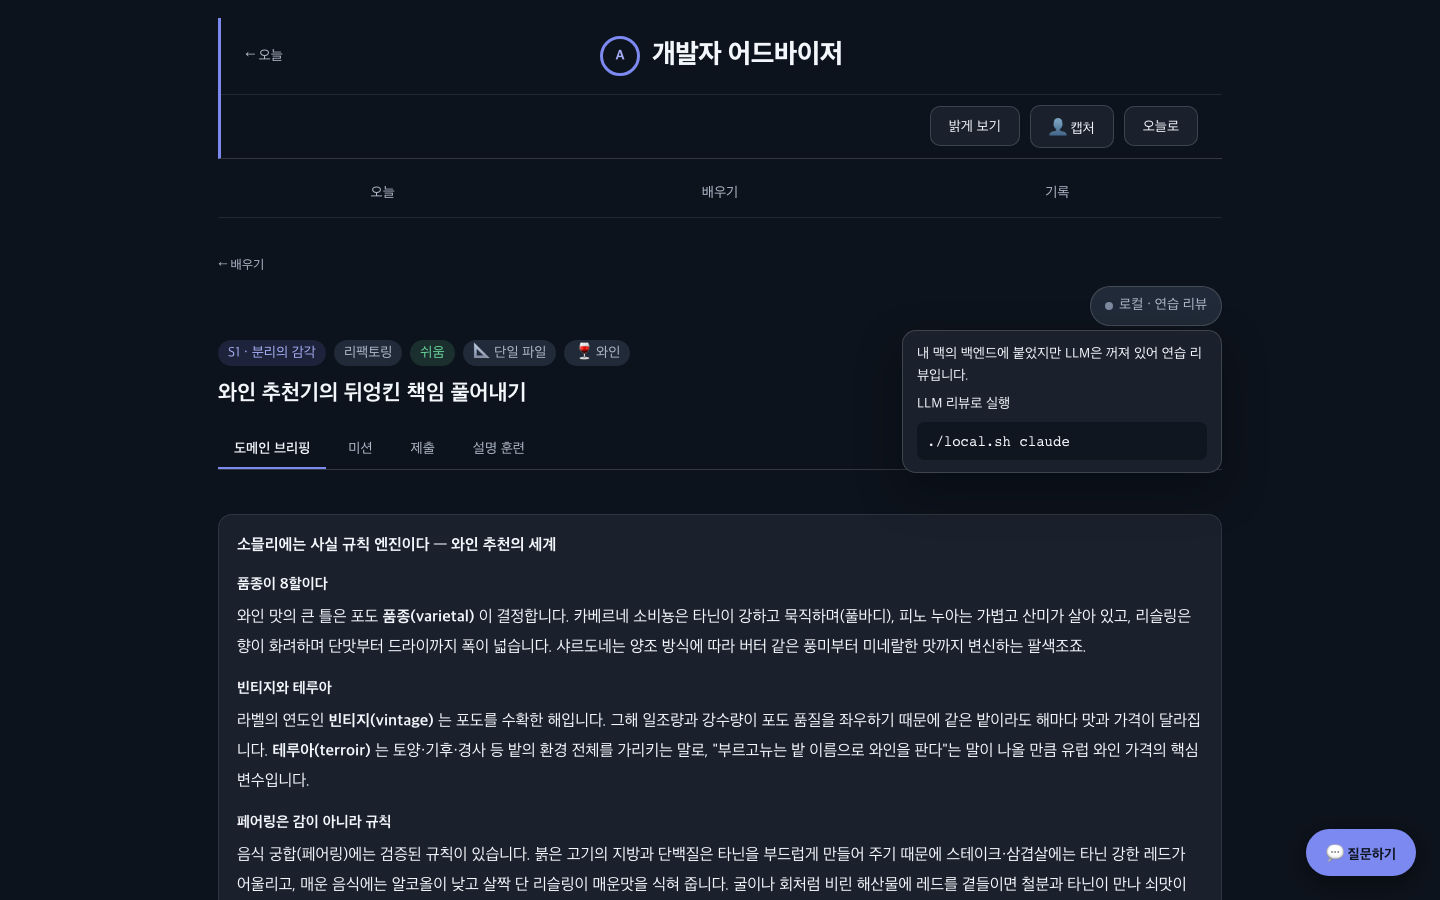 ← 오늘
A
개발자 어드바이저
밝게 보기
캡처
오늘로
오늘
배우기
기록
← 배우기
로컬 · 연습 리뷰
내 맥의 백엔드에 붙었지만 LLM은 꺼져 있어 연습 리
뷰입니다.
LLM 리뷰로 실행
./local.sh claude
S1 · 분리의 감각
리팩토링
쉬움
단일 파일
와인
와인 추천기의 뒤엉킨 책임 풀어내기
도메인 브리핑
미션
제출
설명 훈련
소믈리에는 사실 규칙 엔진이다 — 와인 추천의 세계
품종이 8할이다
와인 맛의 큰 틀은 포도 품종(varietal) 이 결정합니다. 카베르네 소비뇽은 타닌이 강하고 묵직하며(풀바디), 피노 누아는 가볍고 산미가 살아 있고, 리슬링은
향이 화려하며 단맛부터 드라이까지 폭이 넓습니다. 샤르도네는 양조 방식에 따라 버터 같은 풍미부터 미네랄한 맛까지 변신하는 팔색조죠.
빈티지와 테루아
라벨의 연도인 빈티지(vintage) 는 포도를 수확한 해입니다. 그해 일조량과 강수량이 포도 품질을 좌우하기 때문에 같은 밭이라도 해마다 맛과 가격이 달라집
니다. 테루아(terroir) 는 토양·기후·경사 등 밭의 환경 전체를 가리키는 말로, "부르고뉴는 밭 이름으로 와인을 판다"는 말이 나올 만큼 유럽 와인 가격의 핵심
변수입니다.
페어링은 감이 아니라 규칙
음식 궁합(페어링)에는 검증된 규칙이 있습니다. 붉은 고기의 지방과 단백질은 타닌을 부드럽게 만들어 주기 때문에 스테이크·삼겹살에는 타닌 강한 레드가
어울리고, 매운 음식에는 알코올이 낮고 살짝 단 리슬링이 매운맛을 식혀 줍니다. 굴이나 회처럼 비린 해산물에 레드를 곁들이면 철분과 타닌이 만나 쇠맛이
질문하기